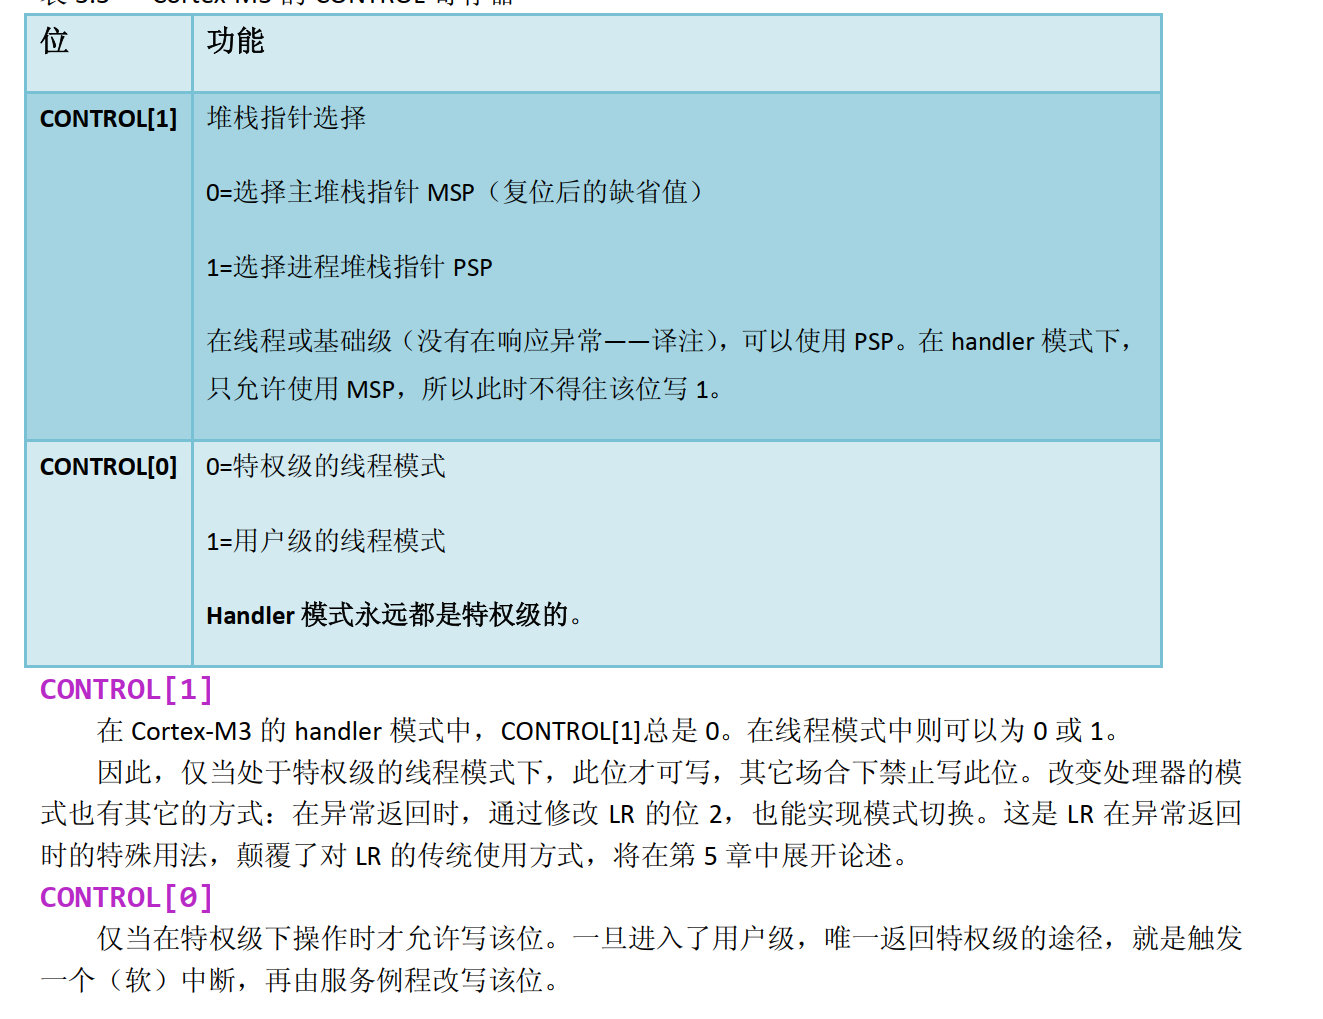 位
功能
CONTROL[1]
堆栈指针选择
0=选择主堆栈指针 MSP（复位后的缺省值）
1=选择进程堆栈指针 PSP
在线程或基础级（没有在响应异常——译注），可以使用 PSP。在 handler 模式下，
只允许使用 MSP，所以此时不得往该位写 1。
CONTROL[0]
0=特权级的线程模式
1=用户级的线程模式
Handler 模式永远都是特权级的。
CONTROL[1]
在 Cortex-M3 的 handler 模式中，CONTROL[1]总是 0。在线程模式中则可以为 0 或 1。
因此，仅当处于特权级的线程模式下，此位才可写，其它场合下禁止写此位。改变处理器的模
式也有其它的方式：在异常返回时，通过修改 LR 的位 2，也能实现模式切换。这是 LR 在异常返回
时的特殊用法，颠覆了对 LR 的传统使用方式，将在第 5 章中展开论述。
CONTROL[0]
仅当在特权级下操作时才允许写该位。一旦进入了用户级，唯一返回特权级的途径，就是触发
一个（软）中断，再由服务例程改写该位。